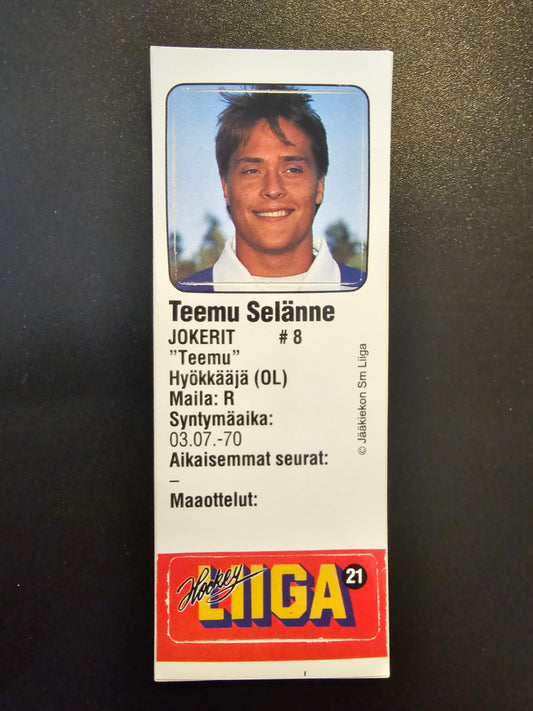 Teemu Selänne
JOKERIT # 8
"Teemu"
Hyökkääjä (OL)
Maila: R
Syntymäaika:
03.07.-70
Aikaisemmat seurat:
–
Maaottelut:
© Jääkiekon Sm Liiga
Hockey
LIIGA 21